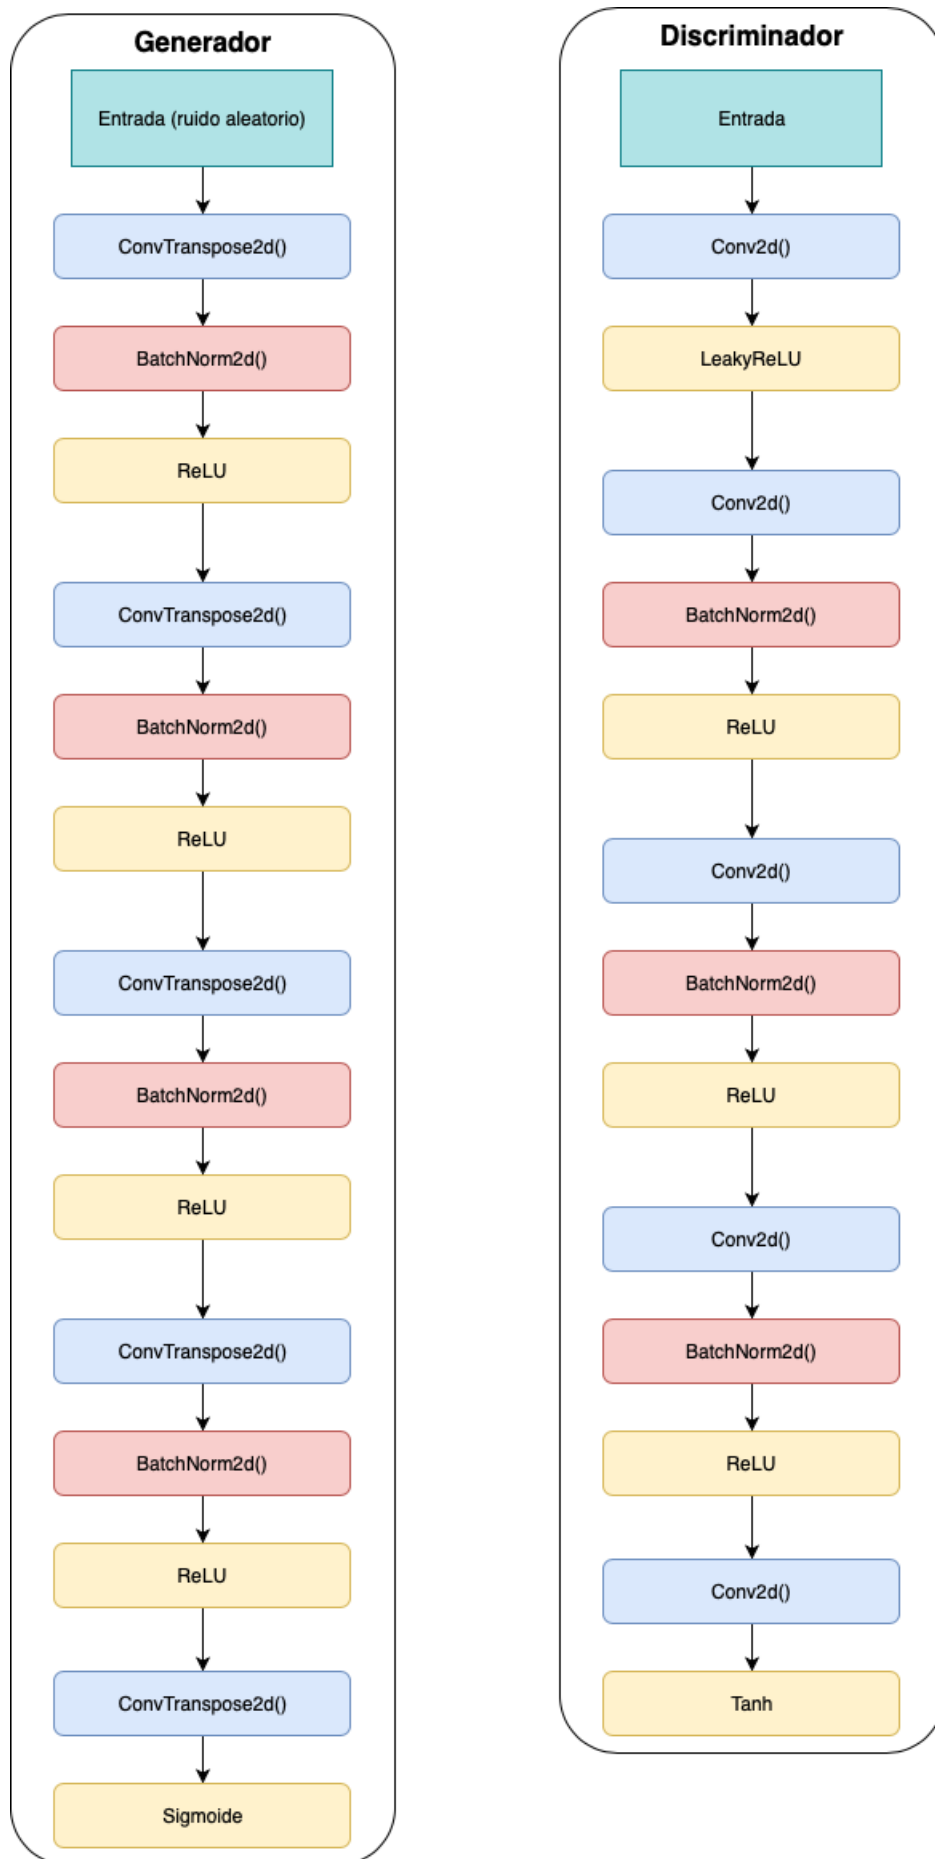 Generador
Entrada (ruido aleatorio)
ConvTranspose2d()
BatchNorm2d()
ReLU
ConvTranspose2d()
BatchNorm2d()
ReLU
ConvTranspose2d()
BatchNorm2d()
ReLU
ConvTranspose2d()
BatchNorm2d()
ReLU
ConvTranspose2d()
Sigmoide
Discriminador
Entrada
Conv2d()
LeakyReLU
Conv2d()
BatchNorm2d()
ReLU
Conv2d()
BatchNorm2d()
ReLU
Conv2d()
BatchNorm2d()
ReLU
Conv2d()
Tanh